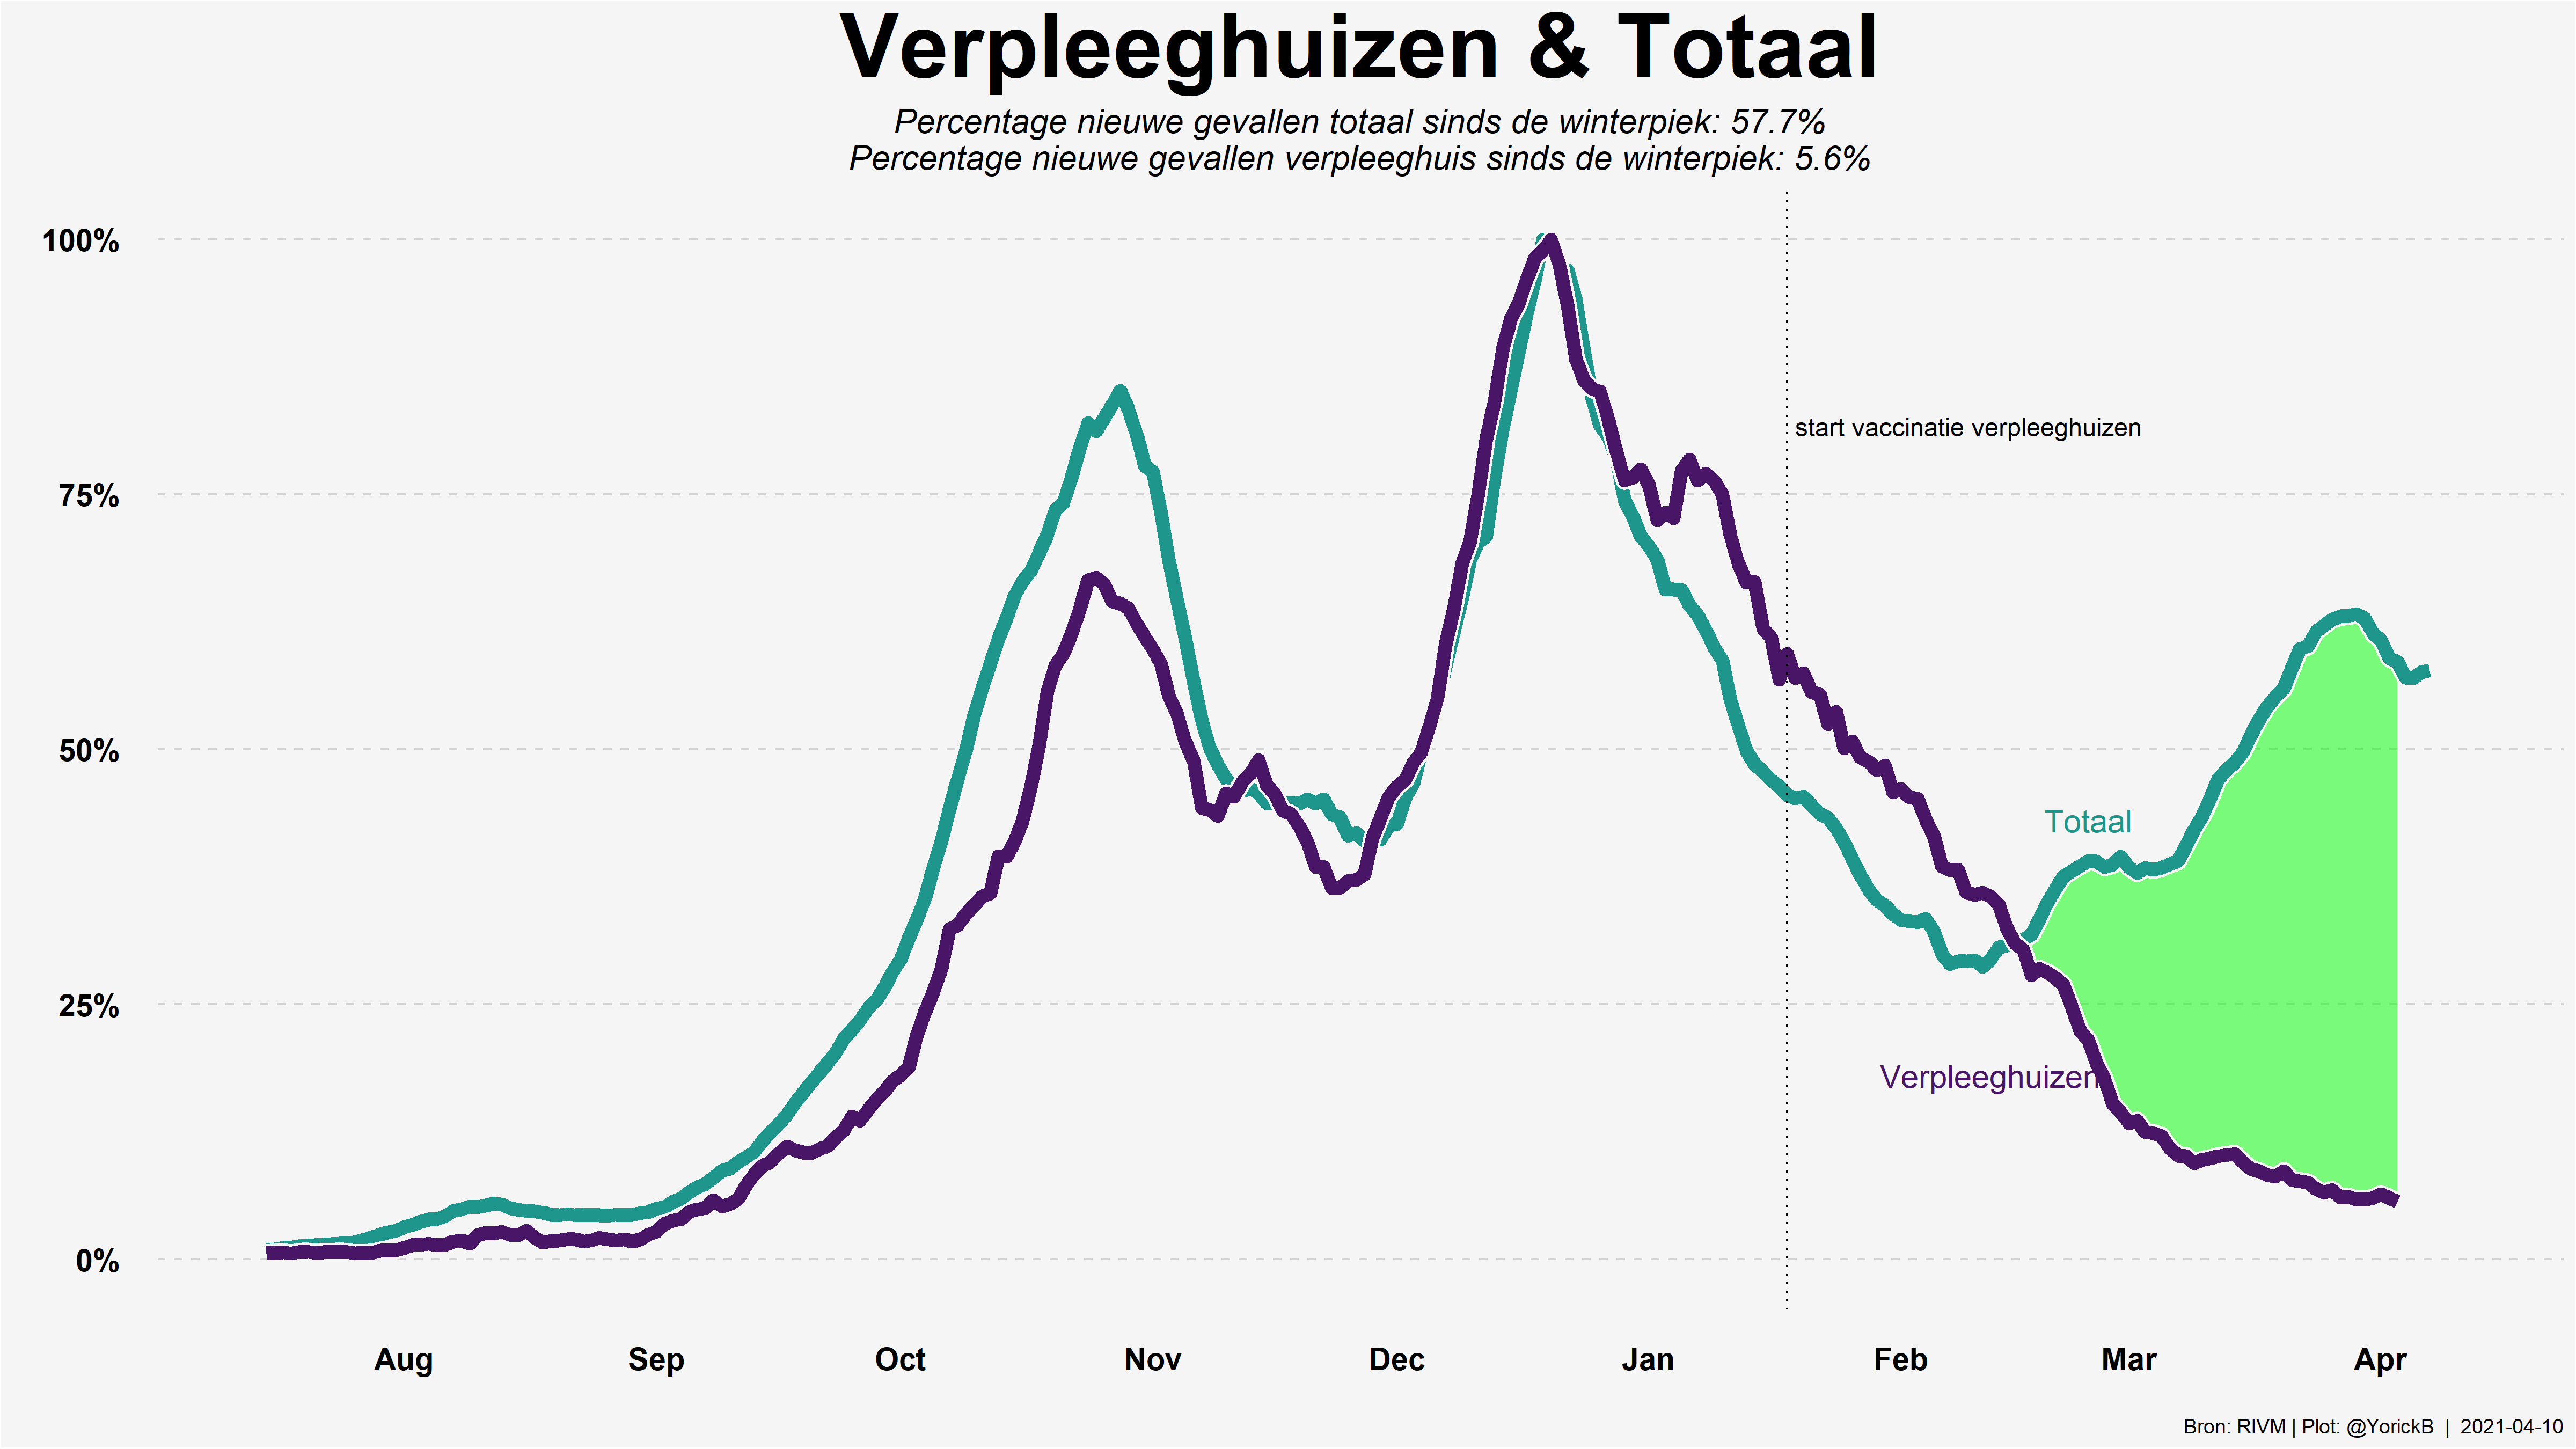 Verpleeghuizen & Totaal
Percentage nieuwe gevallen totaal sinds de winterpiek: 57.7%
Percentage nieuwe gevallen verpleeghuis sinds de winterpiek: 5.6%
100%
start vaccinatie verpleeghuizen
75%
50%
Totaal
25%
Verpleeghuizen
0%
Aug Sep Oct Nov Dec Jan Feb Mar Apr
Bron: RIVM | Plot: @YorickB | 2021-04-10